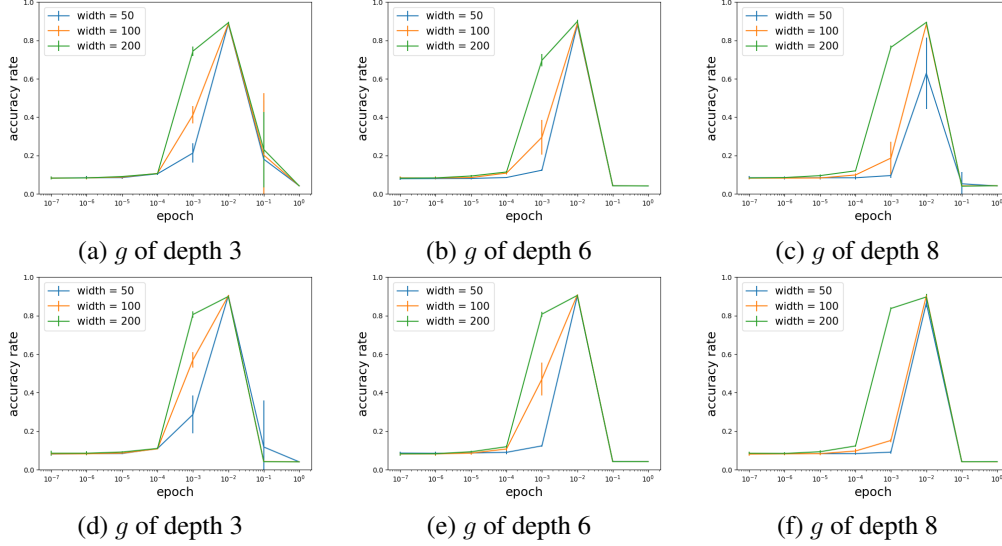 1.0
0.8
0.6
0.4
0.2
0.0
accuracy rate
width = 50
width = 100
width = 200
10⁻⁷ 10⁻⁶ 10⁻⁵ 10⁻⁴ 10⁻³ 10⁻² 10⁻¹ 10⁰
epoch
(a) g of depth 3
1.0
0.8
0.6
0.4
0.2
0.0
accuracy rate
width = 50
width = 100
width = 200
10⁻⁷ 10⁻⁶ 10⁻⁵ 10⁻⁴ 10⁻³ 10⁻² 10⁻¹ 10⁰
epoch
(b) g of depth 6
1.0
0.8
0.6
0.4
0.2
0.0
accuracy rate
width = 50
width = 100
width = 200
10⁻⁷ 10⁻⁶ 10⁻⁵ 10⁻⁴ 10⁻³ 10⁻² 10⁻¹ 10⁰
epoch
(c) g of depth 8
1.0
0.8
0.6
0.4
0.2
0.0
accuracy rate
width = 50
width = 100
width = 200
10⁻⁷ 10⁻⁶ 10⁻⁵ 10⁻⁴ 10⁻³ 10⁻² 10⁻¹ 10⁰
epoch
(d) g of depth 3
1.0
0.8
0.6
0.4
0.2
0.0
accuracy rate
width = 50
width = 100
width = 200
10⁻⁷ 10⁻⁶ 10⁻⁵ 10⁻⁴ 10⁻³ 10⁻² 10⁻¹ 10⁰
epoch
(e) g of depth 6
1.0
0.8
0.6
0.4
0.2
0.0
accuracy rate
width = 50
width = 100
width = 200
10⁻⁷ 10⁻⁶ 10⁻⁵ 10⁻⁴ 10⁻³ 10⁻² 10⁻¹ 10⁰
epoch
(f) g of depth 8